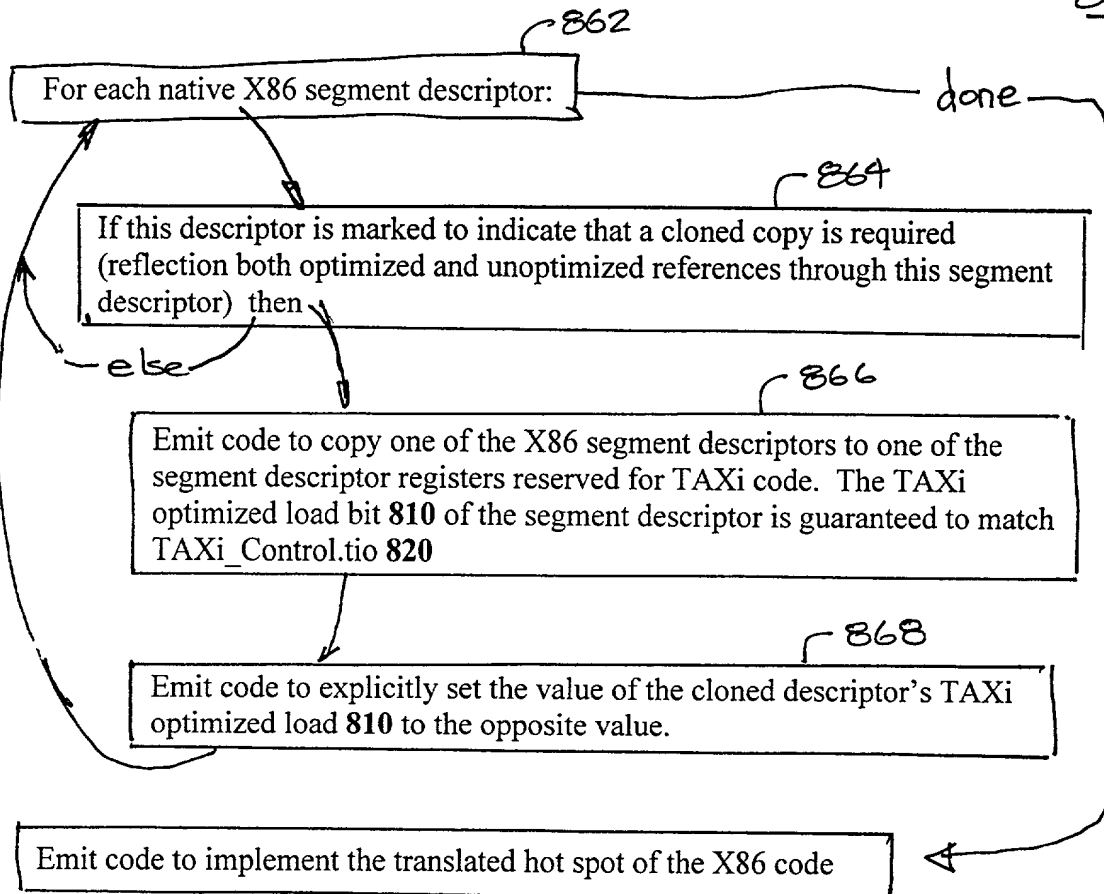 862
For each native X86 segment descriptor:
done
864
If this descriptor is marked to indicate that a cloned copy is required
(reflection both optimized and unoptimized references through this segment
descriptor) then
else
866
Emit code to copy one of the X86 segment descriptors to one of the
segment descriptor registers reserved for TAXi code. The TAXi
optimized load bit 810 of the segment descriptor is guaranteed to match
TAXi_Control.tio 820
868
Emit code to explicitly set the value of the cloned descriptor's TAXi
optimized load 810 to the opposite value.
Emit code to implement the translated hot spot of the X86 code